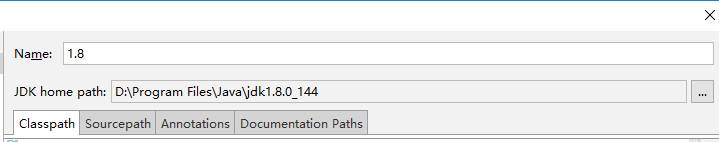 Name: 1.8
JDK home path: D:\Program Files\Java\jdk1.8.0_144 ...
Classpath Sourcepath Annotations Documentation Paths